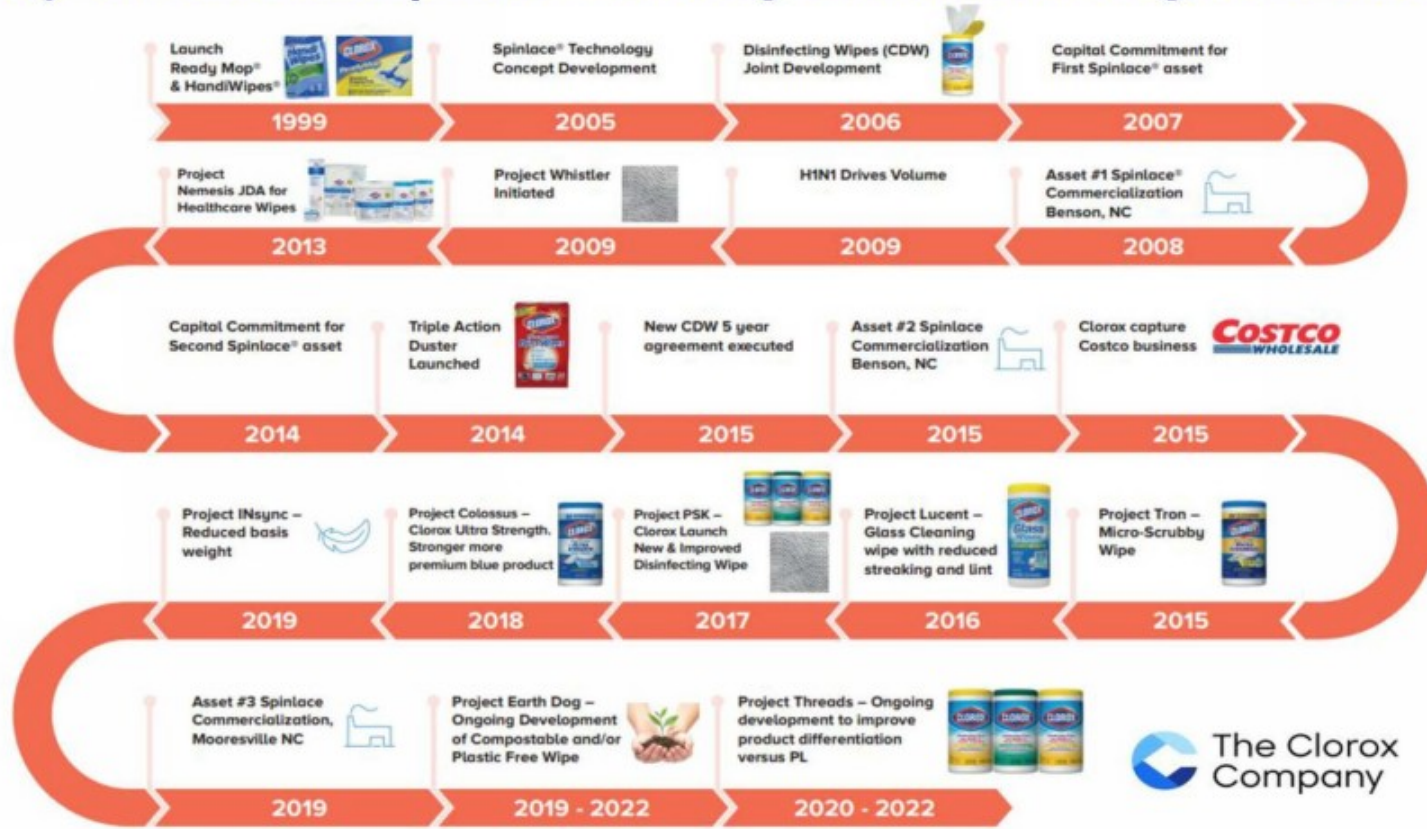 Launch
Ready Mop®
& HandiWipes®
Spinlace® Technology
Concept Development
Disinfecting Wipes (CDW)
Joint Development
Capital Commitment for
First Spinlace® asset
1999
2005
2006
2007
Project
Nemesis JDA for
Healthcare Wipes
Project Whistler
Initiated
H1N1 Drives Volume
Asset #1 Spinlace®
Commercialization
Benson, NC
2013
2009
2009
2008
Capital Commitment for
Second Spinlace® asset
Triple Action
Duster
Launched
CLOROX
New CDW 5 year
agreement executed
Asset #2 Spinlace
Commercialization
Benson, NC
Clorox capture
Costco business
COSTCO
WHOLESALE
2014
2014
2015
2015
2015
Project INsync –
Reduced basis
weight
Project Colossus –
Clorox Ultra Strength.
Stronger more
premium blue product
CLOROX
Project PSK –
Clorox Launch
New & Improved
Disinfecting Wipe
Project Lucent –
Glass Cleaning
wipe with reduced
streaking and lint
CLOROX
Glass
Project Tron –
Micro-Scrubby
Wipe
CLOROX
2019
2018
2017
2016
2015
Asset #3 Spinlace
Commercialization,
Mooresville NC
Project Earth Dog –
Ongoing Development
of Compostable and/or
Plastic Free Wipe
Project Threads – Ongoing
development to improve
product differentiation
versus PL
CLOROX
CLOROX
CLOROX
The Clorox
Company
2019
2019 - 2022
2020 - 2022